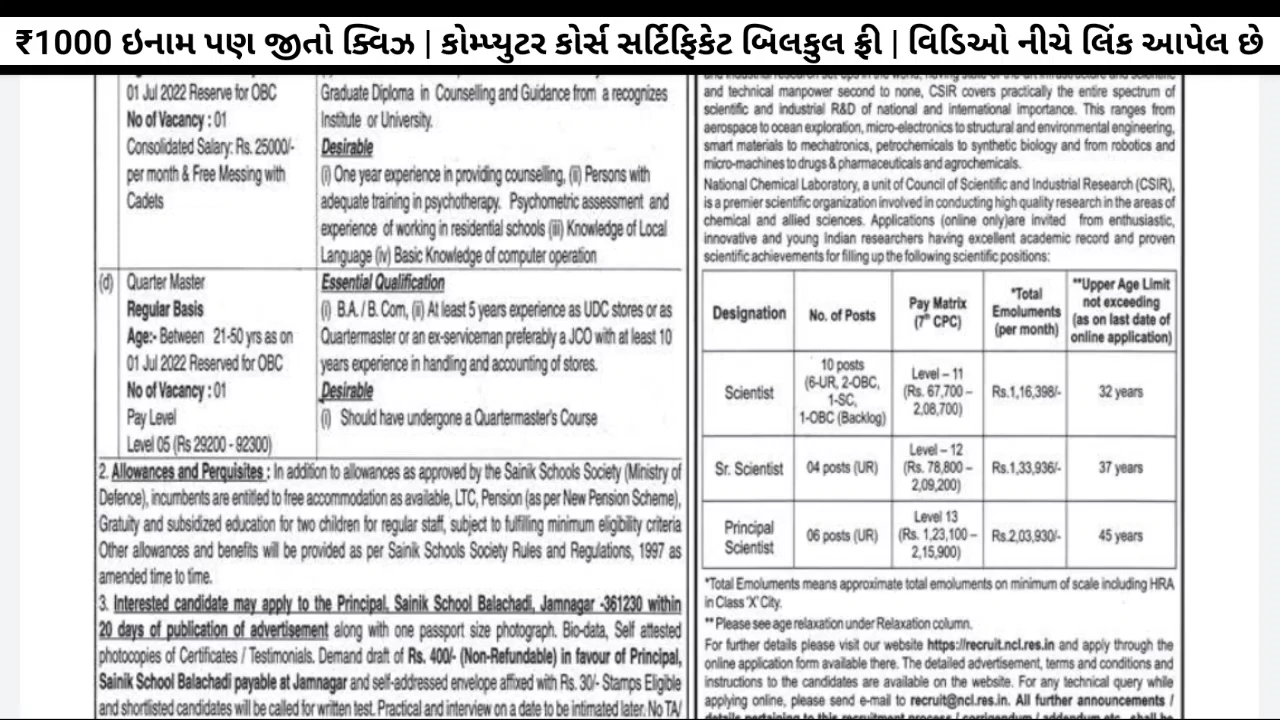 ₹1000 ઇનામ પણ જીતો ક્વિઝ | કોમ્પ્યુટર કોર્સ સર્ટિફિકેટ બિલકુલ ફ્રી | વિડિઓ નીચે લિંક આપેલ છે
01 Jul 2022 Reserve for OBC
No of Vacancy : 01
Consolidated Salary: Rs. 25000/-
per month & Free Messing with
Cadets
Graduate Diploma in Counselling and Guidance from a recognizes
Institute or University.
Desirable
(i) One year experience in providing counselling, (ii) Persons with
adequate training in psychotherapy. Psychometric assessment and
experience of working in residential schools (iii) Knowledge of Local
Language (iv) Basic Knowledge of computer operation
(d) Quarter Master
Regular Basis
Age:- Between 21-50 yrs as on
01 Jul 2022 Reserved for OBC
No of Vacancy : 01
Pay Level
Level 05 (Rs 29200 - 92300)
Essential Qualification
(i) B.A. / B. Com, (ii) At least 5 years experience as UDC stores or as
Quartermaster or an ex-serviceman preferably a JCO with at least 10
years experience in handling and accounting of stores.
Desirable
(i) Should have undergone a Quartermaster's Course
2. Allowances and Perquisites : In addition to allowances as approved by the Sainik Schools Society (Ministry of
Defence), incumbents are entitled to free accommodation as available, LTC, Pension (as per New Pension Scheme),
Gratuity and subsidized education for two children for regular staff, subject to fulfilling minimum eligibility criteria
Other allowances and benefits will be provided as per Sainik Schools Society Rules and Regulations, 1997 as
amended time to time.
3. Interested candidate may apply to the Principal, Sainik School Balachadi, Jamnagar -361230 within
20 days of publication of advertisement along with one passport size photograph. Bio-data, Self attested
photocopies of Certificates / Testimonials. Demand draft of Rs. 400/- (Non-Refundable) in favour of Principal,
Sainik School Balachadi payable at Jamnagar and self-addressed envelope affixed with Rs. 30/- Stamps Eligible
and shortlisted candidates will be called for written test. Practical and interview on a date to be intimated later. No TA/
and technical manpower second to none, CSIR covers practically the entire spectrum of
scientific and industrial R&D of national and international importance. This ranges from
aerospace to ocean exploration, micro-electronics to structural and environmental engineering,
smart materials to mechatronics, petrochemicals to synthetic biology and from robotics and
micro-machines to drugs & pharmaceuticals and agrochemicals.
National Chemical Laboratory, a unit of Council of Scientific and Industrial Research (CSIR),
is a premier scientific organization involved in conducting high quality research in the areas of
chemical and allied sciences. Applications (online only)are invited from enthusiastic,
innovative and young Indian researchers having excellent academic record and proven
scientific achievements for filling up the following scientific positions:
Designation
No. of Posts
Pay Matrix
(7th CPC)
*Total
Emoluments
(per month)
**Upper Age Limit
not exceeding
(as on last date of
online application)
Scientist
10 posts
(6-UR, 2-OBC,
1-SC,
1-OBC (Backlog)
Level – 11
(Rs. 67,700 –
2,08,700)
Rs.1,16,398/-
32 years
Sr. Scientist
04 posts (UR)
Level – 12
(Rs. 78,800 –
2,09,200)
Rs.1,33,936/-
37 years
Principal
Scientist
06 posts (UR)
Level 13
(Rs. 1,23,100 –
2,15,900)
Rs.2,03,930/-
45 years
*Total Emoluments means approximate total emoluments on minimum of scale including HRA
in Class 'X' City.
**Please see age relaxation under Relaxation column.
For further details please visit our website https://recruit.ncl.res.in and apply through the
online application form available there. The detailed advertisement, terms and conditions and
instructions to the candidates are available on the website. For any technical query while
applying online, please send e-mail to recruit@ncl.res.in. All further announcements /